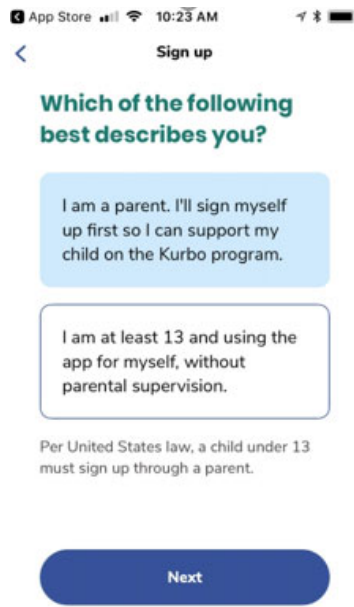 App Store 10:23 AM
Sign up
Which of the following
best describes you?
I am a parent. I'll sign myself
up first so I can support my
child on the Kurbo program.
I am at least 13 and using the
app for myself, without
parental supervision.
Per United States law, a child under 13
must sign up through a parent.
Next